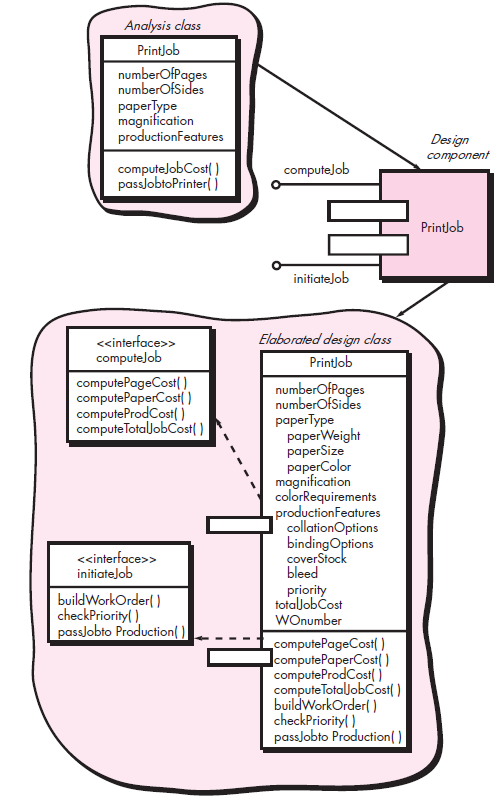 Analysis class
PrintJob
numberOfPages
numberOfSides
paperType
magnification
productionFeatures
computeJobCost( )
passJobtoPrinter( )
Design
component
computeJob
PrintJob
initiateJob
Elaborated design class
<<interface>>
computeJob
computePageCost( )
computePaperCost( )
computeProdCost( )
computeTotalJobCost( )
PrintJob
numberOfPages
numberOfSides
paperType
paperWeight
paperSize
paperColor
magnification
colorRequirements
productionFeatures
collationOptions
bindingOptions
coverStock
bleed
priority
totalJobCost
WOnumber
<<interface>>
initiateJob
buildWorkOrder( )
checkPriority( )
passJobto Production( )
computePageCost( )
computePaperCost( )
computeProdCost( )
computeTotalJobCost( )
buildWorkOrder( )
checkPriority( )
passJobto Production( )